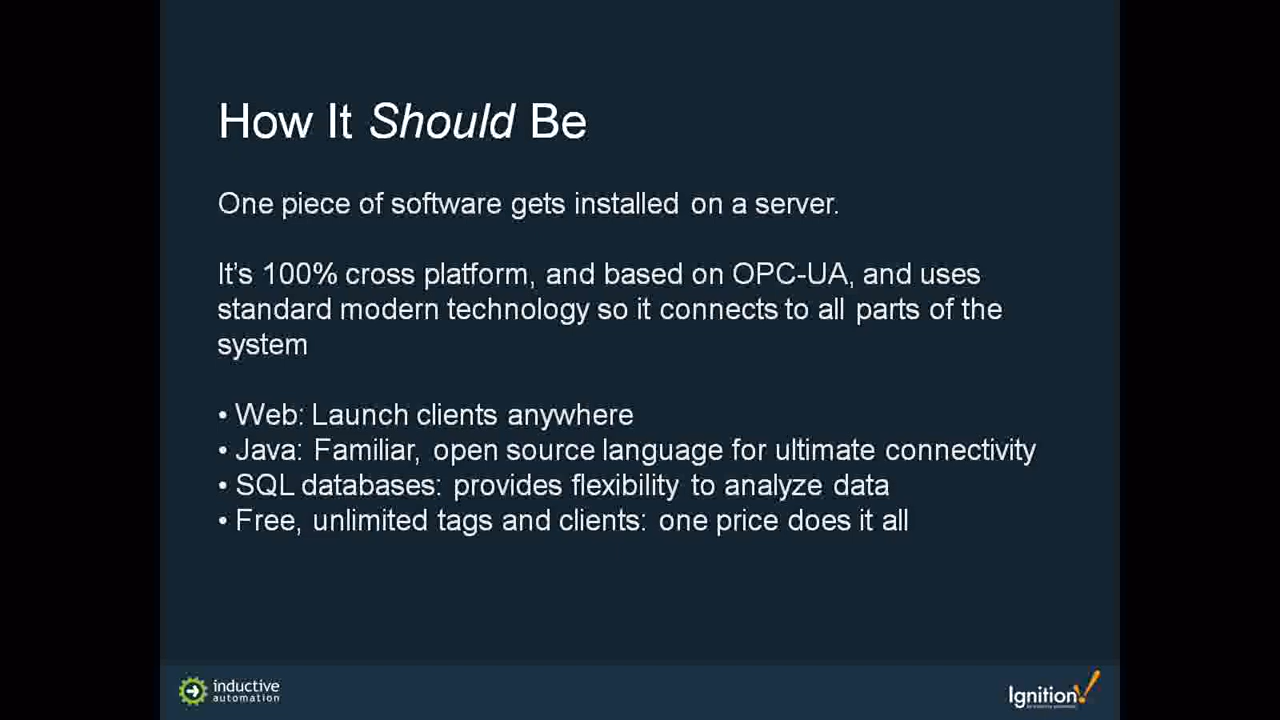 How It Should Be
One piece of software gets installed on a server.
It's 100% cross platform, and based on OPC-UA, and uses
standard modern technology so it connects to all parts of the
system
• Web: Launch clients anywhere
• Java: Familiar, open source language for ultimate connectivity
• SQL databases: provides flexibility to analyze data
• Free, unlimited tags and clients: one price does it all
inductive
automation
Ignition!